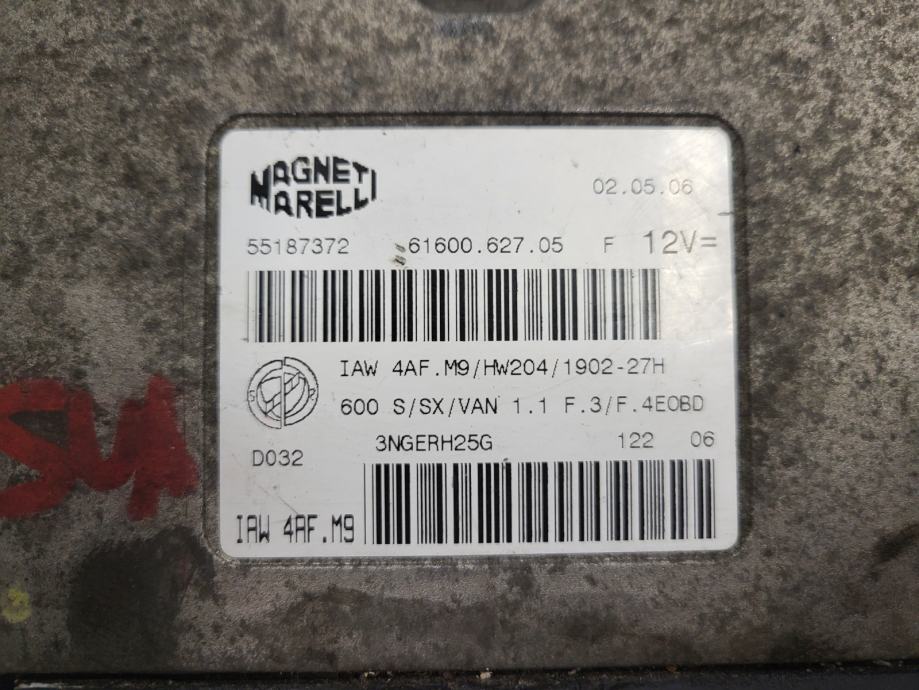 MAGNETI
MARELLI
02.05.06
55187372 61600.627.05 F 12V=
IAW 4AF.M9/HW204/1902-27H
S R
600 S/SX/VAN 1.1 F.3/F.4EOBD
3NGERH25G 122 06
D032
IAW 4AF.M9